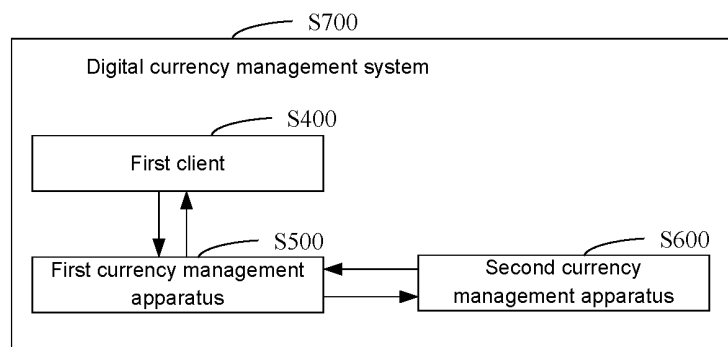 S700
Digital currency management system
S400
First client
S500
First currency management
apparatus
S600
Second currency
management apparatus